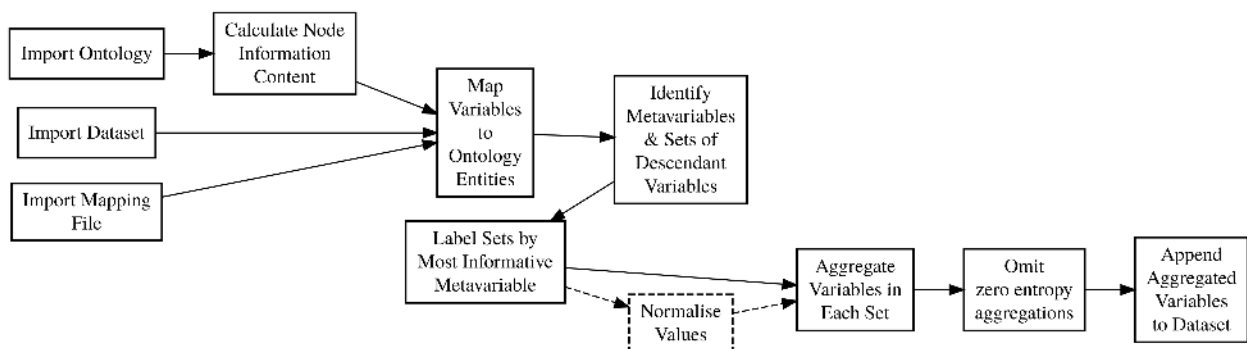 Import Ontology
Calculate Node
Information
Content
Import Dataset
Import Mapping
File
Map
Variables
to
Ontology
Entities
Identify
Metavariables
& Sets of
Descendant
Variables
Label Sets by
Most Informative
Metavariable
Normalise
Values
Aggregate
Variables in
Each Set
Omit
zero entropy
aggregations
Append
Aggregated
Variables
to Dataset